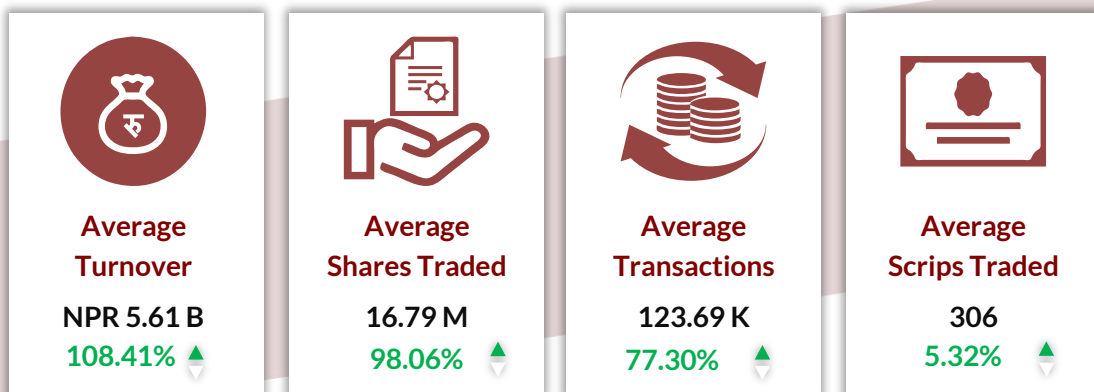 रु
Average
Turnover
NPR 5.61 B
108.41%
Average
Shares Traded
16.79 M
98.06%
Average
Transactions
123.69 K
77.30%
Average
Scrips Traded
306
5.32%